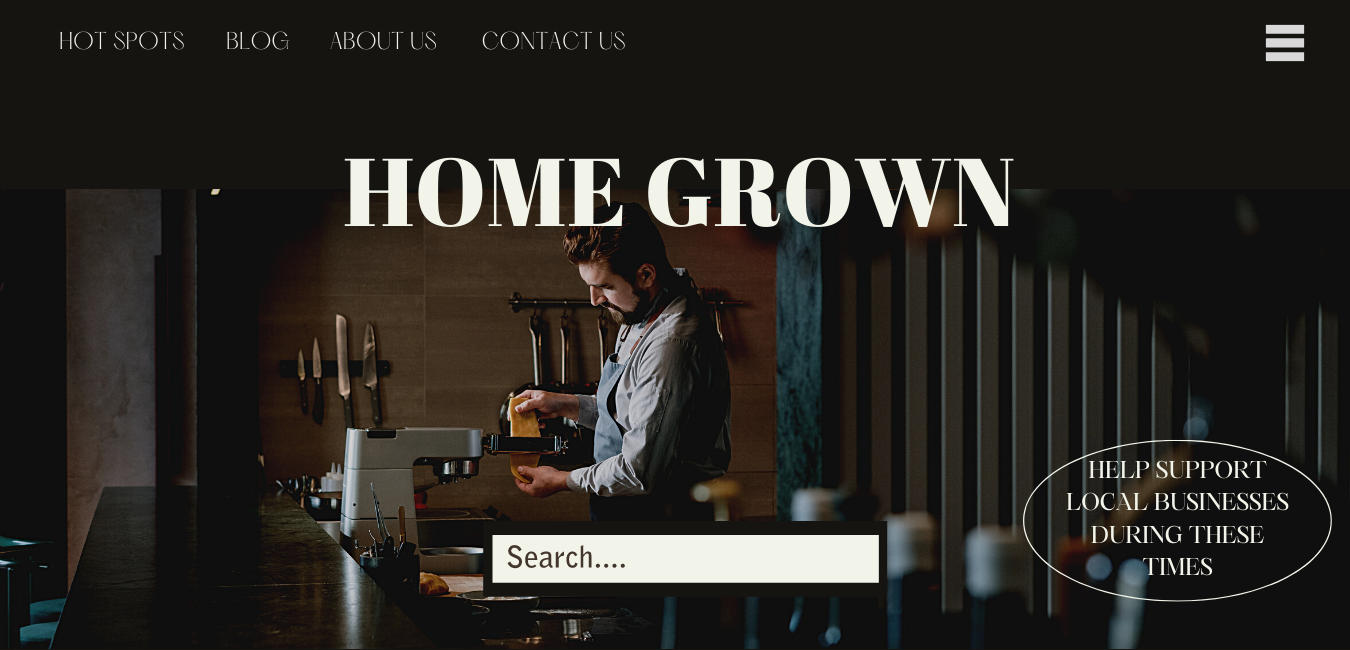 HOT SPOTS BLOG ABOUT US CONTACT US
HOME GROWN
Search....
HELP SUPPORT
LOCAL BUSINESSES
DURING THESE
TIMES